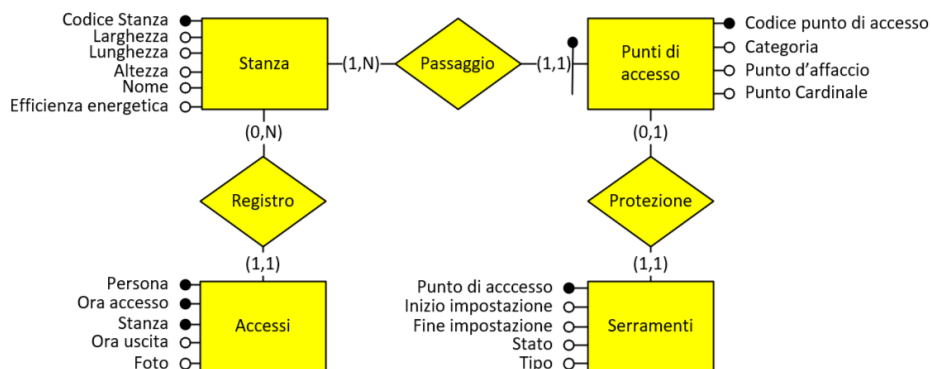 Codice Stanza
Larghezza
Lunghezza
Altezza
Nome
Efficienza energetica
Stanza
(1,N)
Passaggio
(1,1)
Punti di
accesso
Codice punto di accesso
Categoria
Punto d'affaccio
Punto Cardinale
(0,N)
(0,1)
Registro
Protezione
(1,1)
(1,1)
Persona
Ora accesso
Stanza
Ora uscita
Foto
Accessi
Punto di acccesso
Inizio impostazione
Fine impostazione
Stato
Tipo
Serramenti